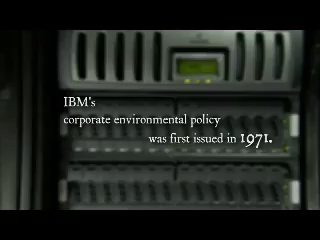 IBM's
corporate environmental policy
was first issued in 1971.